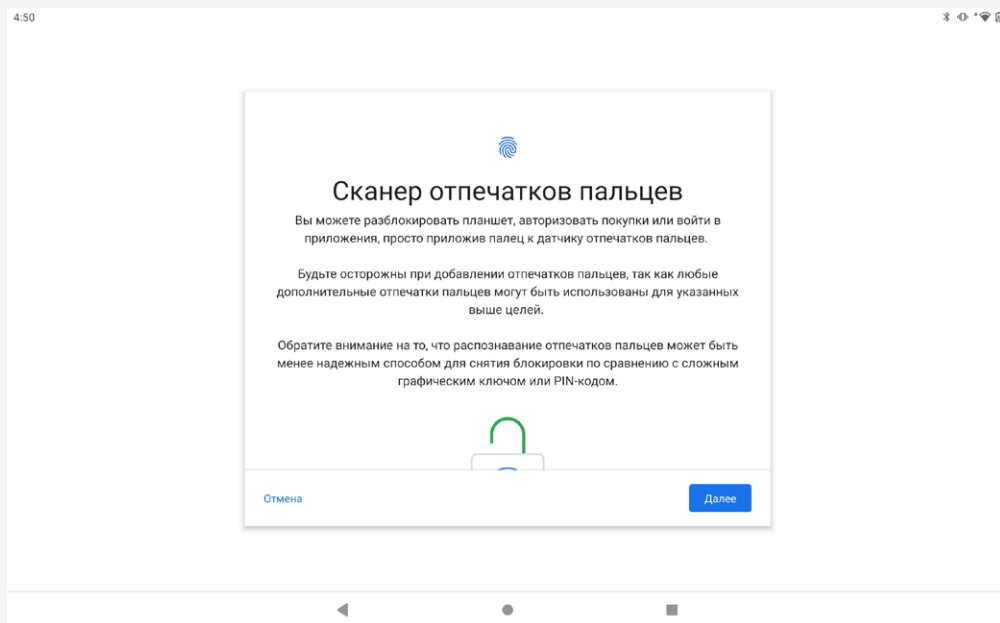 4:50
Сканер отпечатков пальцев
Вы можете разблокировать планшет, авторизовать покупки или войти в
приложения, просто приложив палец к датчику отпечатков пальцев.
Будьте осторожны при добавлении отпечатков пальцев, так как любые
дополнительные отпечатки пальцев могут быть использованы для указанных
выше целей.
Обратите внимание на то, что распознавание отпечатков пальцев может быть
менее надежным способом для снятия блокировки по сравнению с сложным
графическим ключом или PIN-кодом.
Отмена
Далее